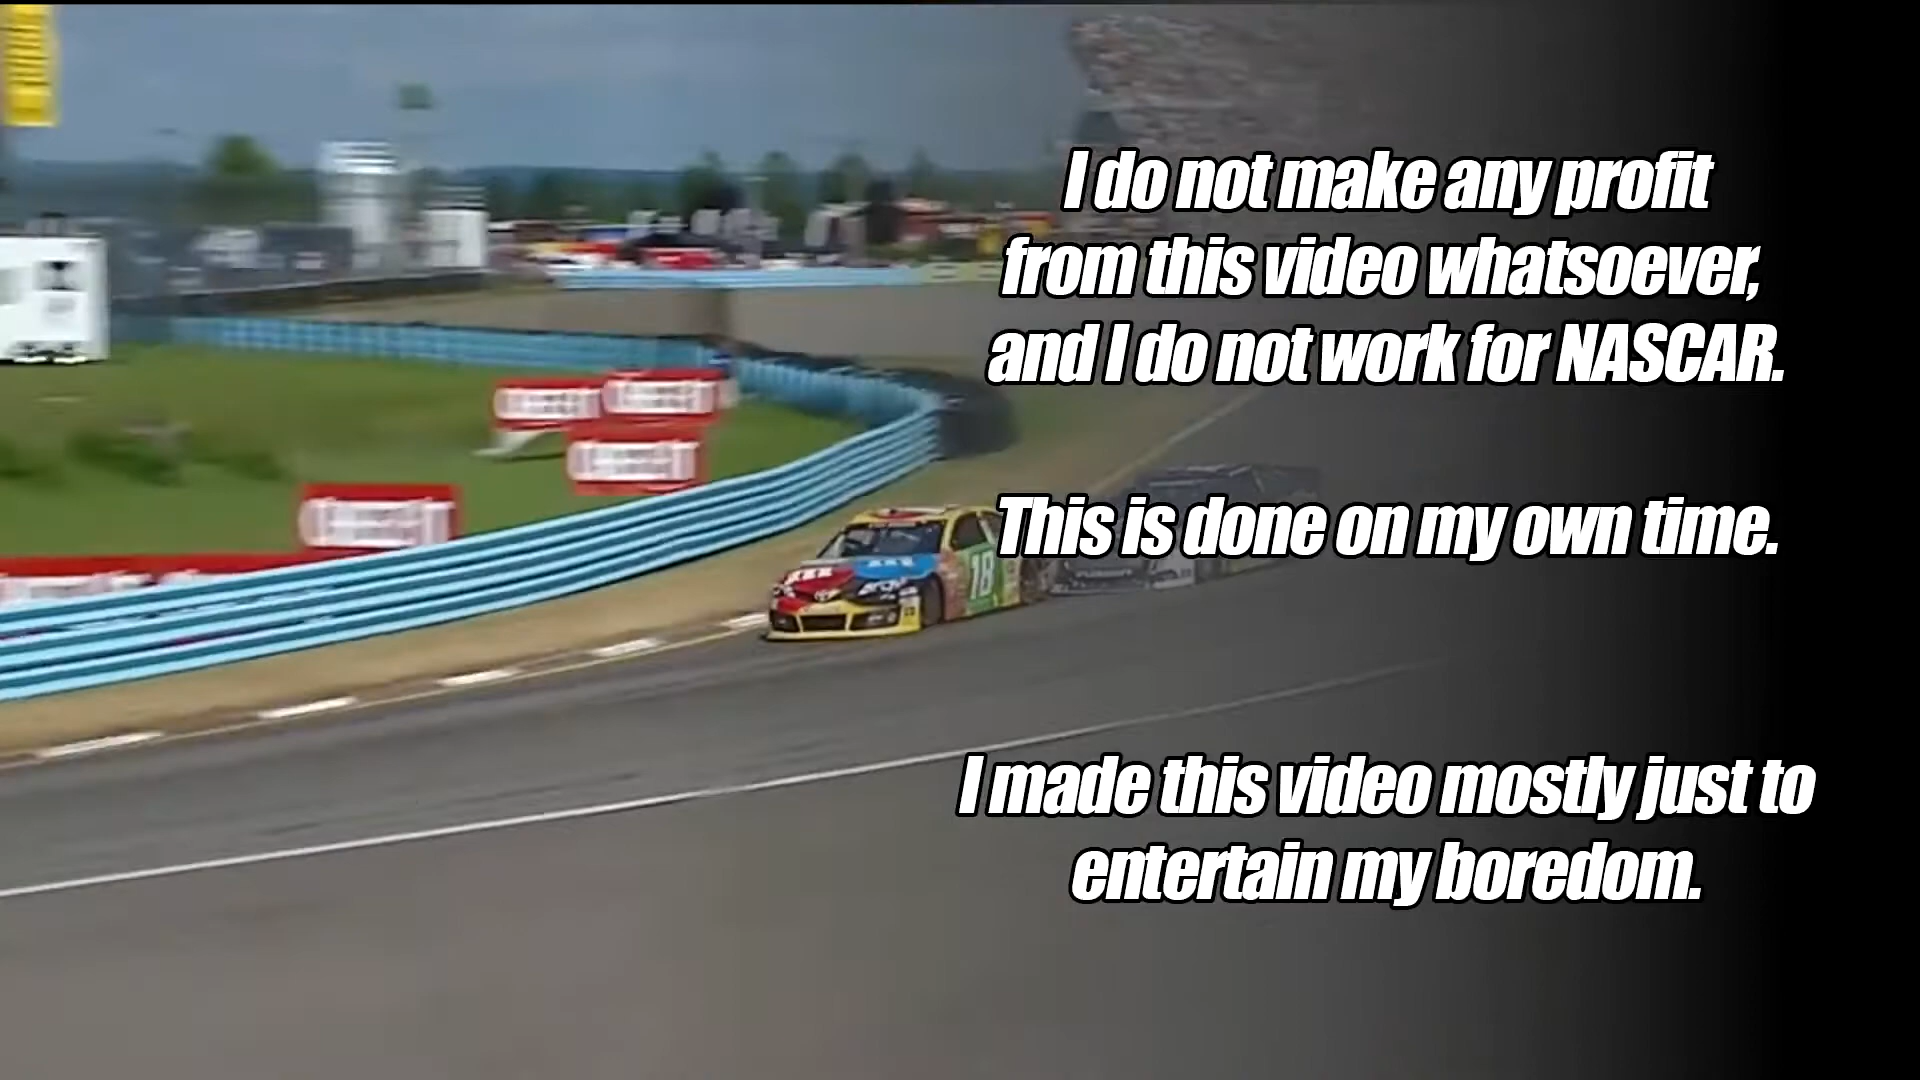 I do not make any profit
from this video whatsoever,
and I do not work for NASCAR.
This is done on my own time.
I made this video mostly just to
entertain my boredom.
18